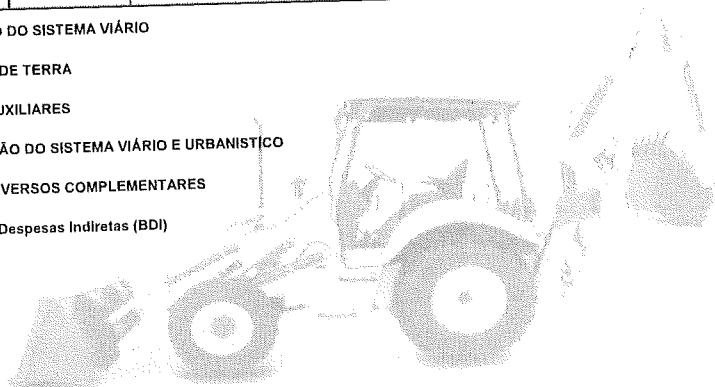 DO SISTEMA VIÁRIO
DE TERRA
UXILIARES
ÃO DO SISTEMA VIÁRIO E URBANISTICO
VERSOS COMPLEMENTARES
Despesas Indiretas (BDI)